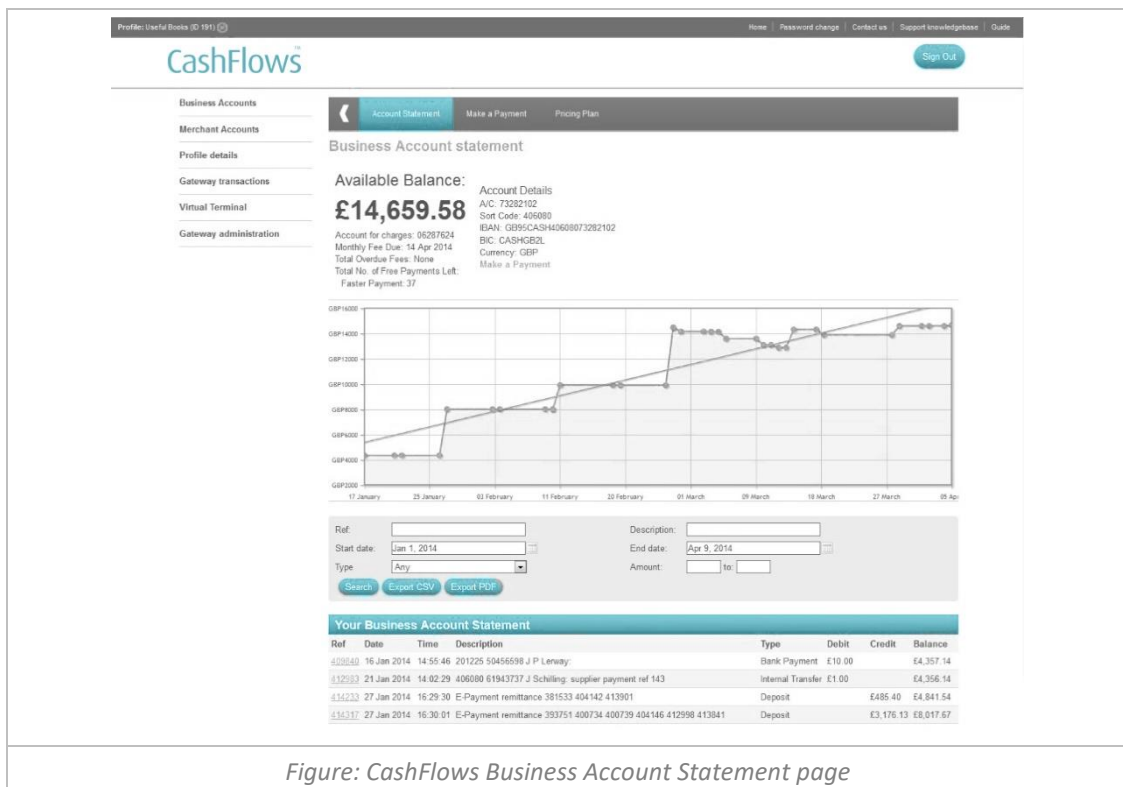 Profile: Useful Books (ID 191)
Home | Password change | Contact us | Support knowledgebase | Guide
CashFlows™
Sign Out
Business Accounts
Merchant Accounts
Profile details
Gateway transactions
Virtual Terminal
Gateway administration
Account Statement
Make a Payment
Pricing Plan
Business Account statement
Available Balance:
£14,659.58
Account for charges: 06287624
Monthly Fee Due: 14 Apr 2014
Total Overdue Fees: None
Total No. of Free Payments Left:
Faster Payment: 37
Account Details
A/C: 73282102
Sort Code: 406080
IBAN: GB95CASH40608073282102
BIC: CASHGB2L
Currency: GBP
Make a Payment
GBP16000
GBP14000
GBP12000
GBP10000
GBP8000
GBP6000
GBP4000
GBP2000
17 January 25 January 03 February 11 February 20 February 01 March 09 March 18 March 27 March 05 Apr
Ref: Description:
Start date: Jan 1, 2014 End date: Apr 9, 2014
Type Any Amount: to:
Search Export CSV Export PDF
Your Business Account Statement
Ref Date Time Description Type Debit Credit Balance
409840 16 Jan 2014 14:55:46 201225 50456598 J P Lerway: Bank Payment £10.00 £4,357.14
412983 21 Jan 2014 14:02:29 406080 61943737 J Schilling: supplier payment ref 143 Internal Transfer £1.00 £4,356.14
414233 27 Jan 2014 16:29:30 E-Payment remittance 381533 404142 413901 Deposit £485.40 £4,841.54
414317 27 Jan 2014 16:30:01 E-Payment remittance 393751 400734 400739 404146 412998 413841 Deposit £3,176.13 £8,017.67
Figure: CashFlows Business Account Statement page